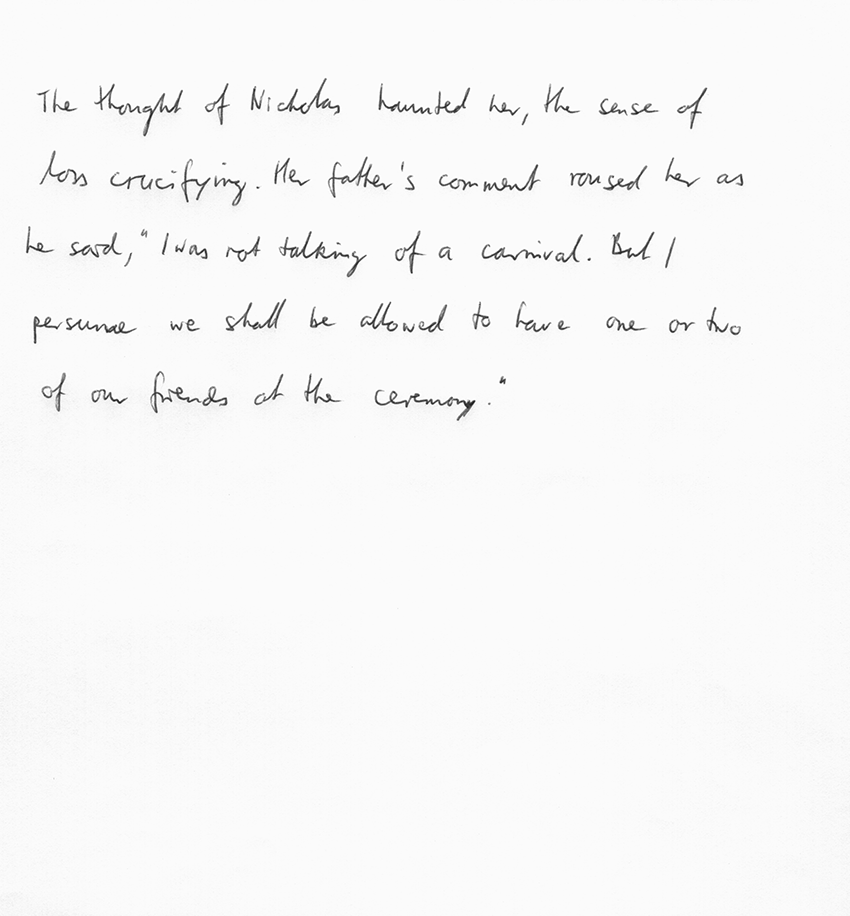 The thought of Nicholas haunted her, the sense of
loss crucifying. Her father's comment roused her as
he said, "I was not talking of a carnival. But I
persume we shall be allowed to have one or two
of our friends at the ceremony."